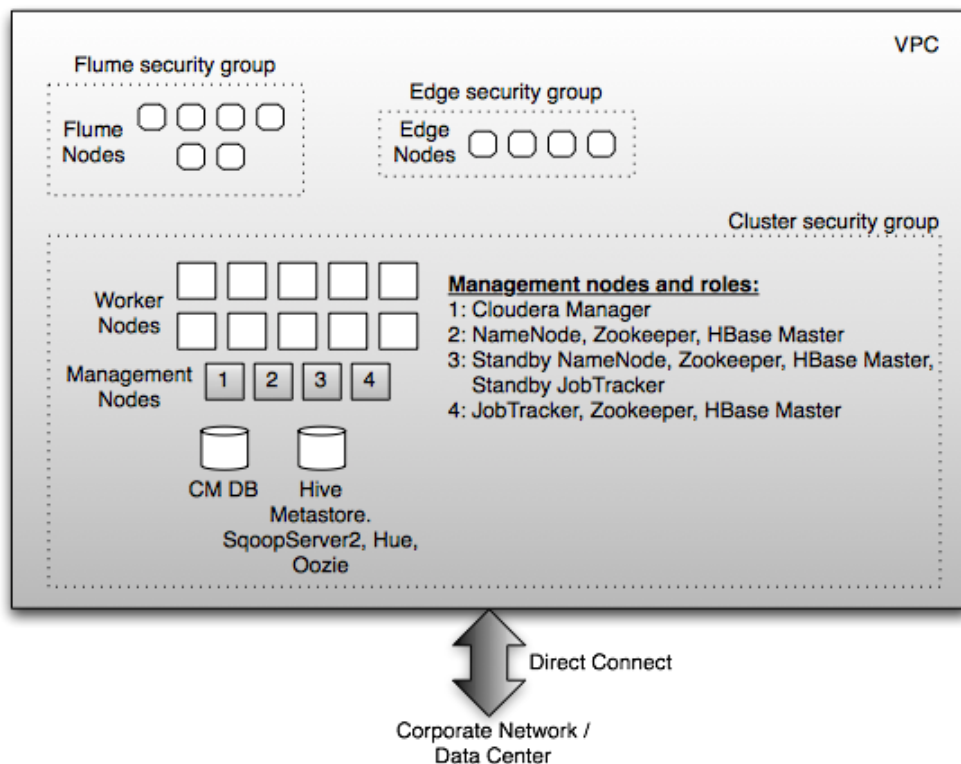 VPC
Flume security group
Flume
Nodes
Edge security group
Edge
Nodes
Cluster security group
Worker
Nodes
Management
Nodes
1 2 3 4
Management nodes and roles:
1: Cloudera Manager
2: NameNode, Zookeeper, HBase Master
3: Standby NameNode, Zookeeper, HBase Master,
Standby JobTracker
4: JobTracker, Zookeeper, HBase Master
CM DB
Hive
Metastore.
SqoopServer2, Hue,
Oozie
Direct Connect
Corporate Network /
Data Center